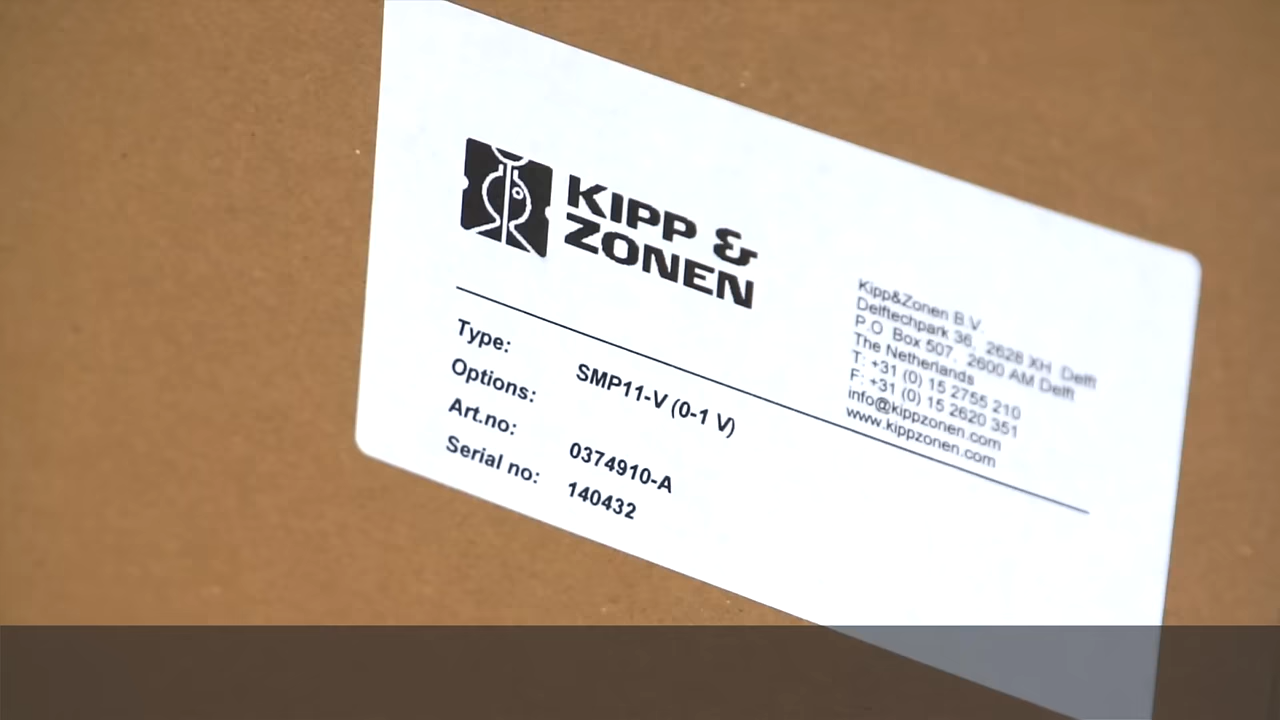 KIPP &
ZONEN
Kipp&Zonen B.V.
Delftechpark 36, 2628 XH Delft
P.O Box 507, 2600 AM Delft
The Netherlands
T: +31 (0) 15 2755 210
F: +31 (0) 15 2620 351
info@kippzonen.com
www.kippzonen.com
Type: SMP11-V (0-1 V)
Options:
Art.no: 0374910-A
Serial no: 140432